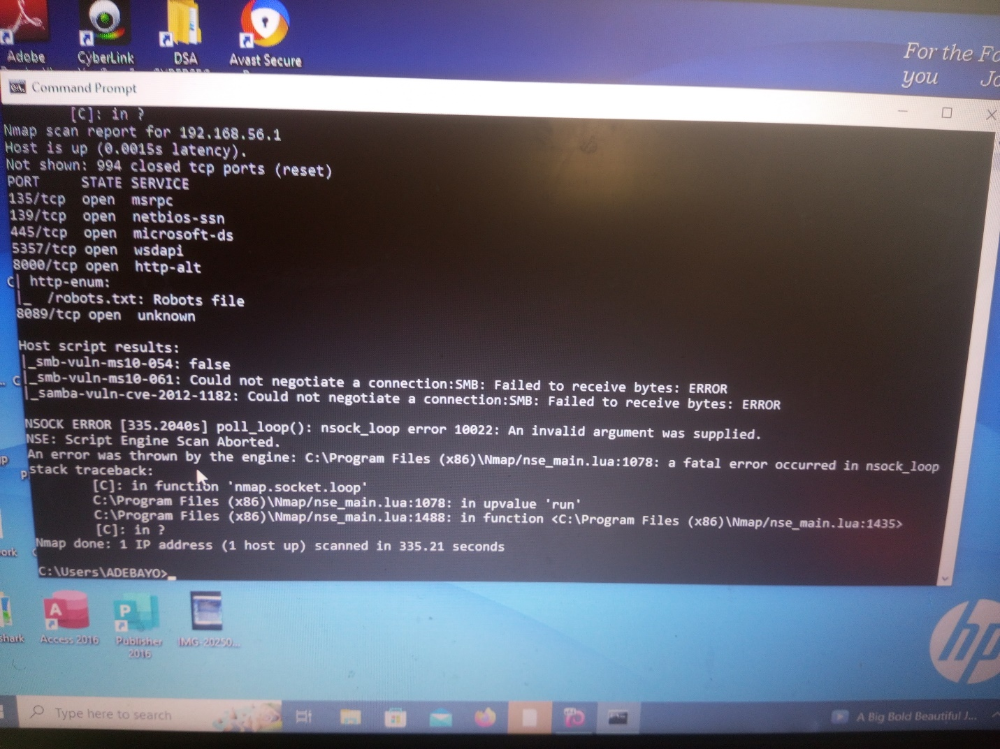 Adobe
CyberLink
DSA
Avast Secure
For the Fo
you Jo
Command Prompt
[C]: in ?
Nmap scan report for 192.168.56.1
Host is up (0.0015s latency).
Not shown: 994 closed tcp ports (reset)
PORT STATE SERVICE
135/tcp open msrpc
139/tcp open netbios-ssn
445/tcp open microsoft-ds
5357/tcp open wsdapi
8000/tcp open http-alt
| http-enum:
|_ /robots.txt: Robots file
8089/tcp open unknown
Host script results:
|_smb-vuln-ms10-054: false
|_smb-vuln-ms10-061: Could not negotiate a connection:SMB: Failed to receive bytes: ERROR
|_samba-vuln-cve-2012-1182: Could not negotiate a connection:SMB: Failed to receive bytes: ERROR
NSOCK ERROR [335.2040s] poll_loop(): nsock_loop error 10022: An invalid argument was supplied.
NSE: Script Engine Scan Aborted.
An error was thrown by the engine: C:\Program Files (x86)\Nmap/nse_main.lua:1078: a fatal error occurred in nsock_loop
stack traceback:
[C]: in function 'nmap.socket.loop'
C:\Program Files (x86)\Nmap/nse_main.lua:1078: in upvalue 'run'
C:\Program Files (x86)\Nmap/nse_main.lua:1488: in function <C:\Program Files (x86)\Nmap/nse_main.lua:1435>
[C]: in ?
Nmap done: 1 IP address (1 host up) scanned in 335.21 seconds
C:\Users\ADEBAYO>
shark
Access 2016
Publisher
2016
IMG-20250...
hp
Type here to search
A Big Bold Beautiful J...